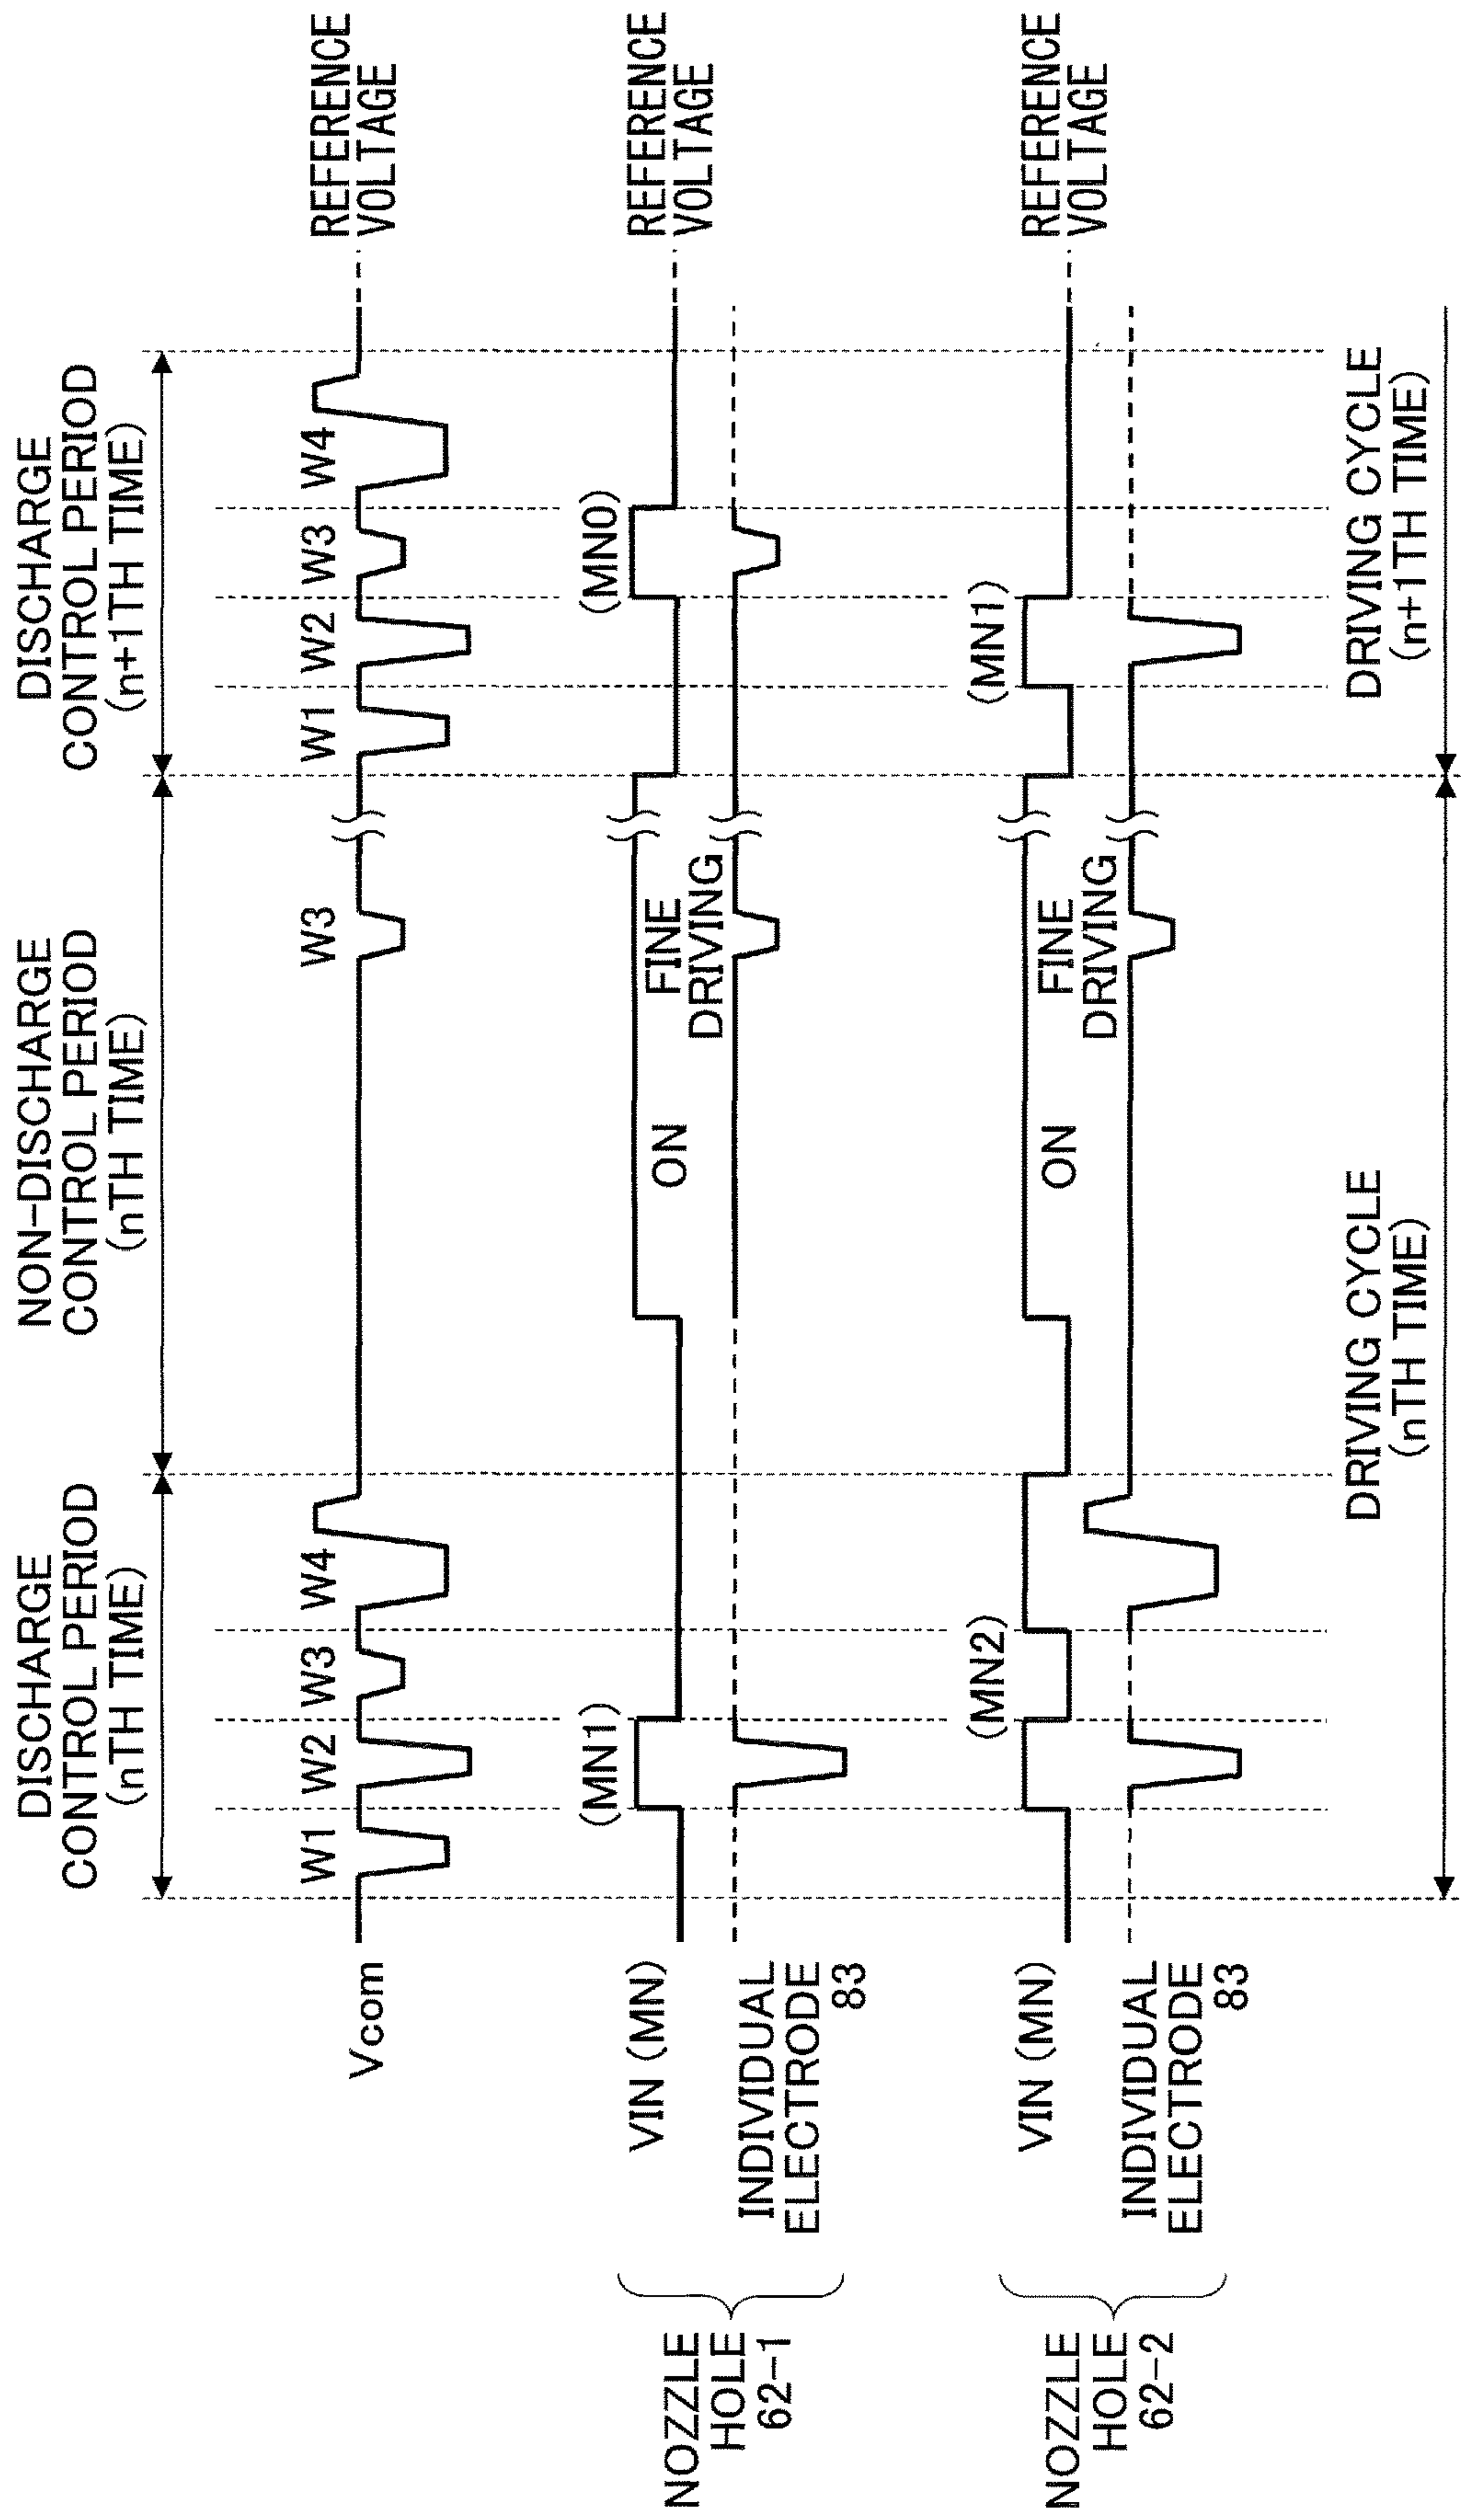 DISCHARGE
CONTROL PERIOD
(nTH TIME)
NON-DISCHARGE
CONTROL PERIOD
(nTH TIME)
DISCHARGE
CONTROL PERIOD
(n+1TH TIME)
Vcom
W1
W2
W3
W4
W3
W1
W2
W3
W4
REFERENCE
VOLTAGE
NOZZLE
HOLE
62-1
VIN (MN)
(MN1)
ON
(MN0)
REFERENCE
VOLTAGE
INDIVIDUAL
ELECTRODE
83
FINE
DRIVING
NOZZLE
HOLE
62-2
VIN (MN)
(MN2)
ON
(MN1)
REFERENCE
VOLTAGE
INDIVIDUAL
ELECTRODE
83
FINE
DRIVING
DRIVING CYCLE
(nTH TIME)
DRIVING CYCLE
(n+1TH TIME)